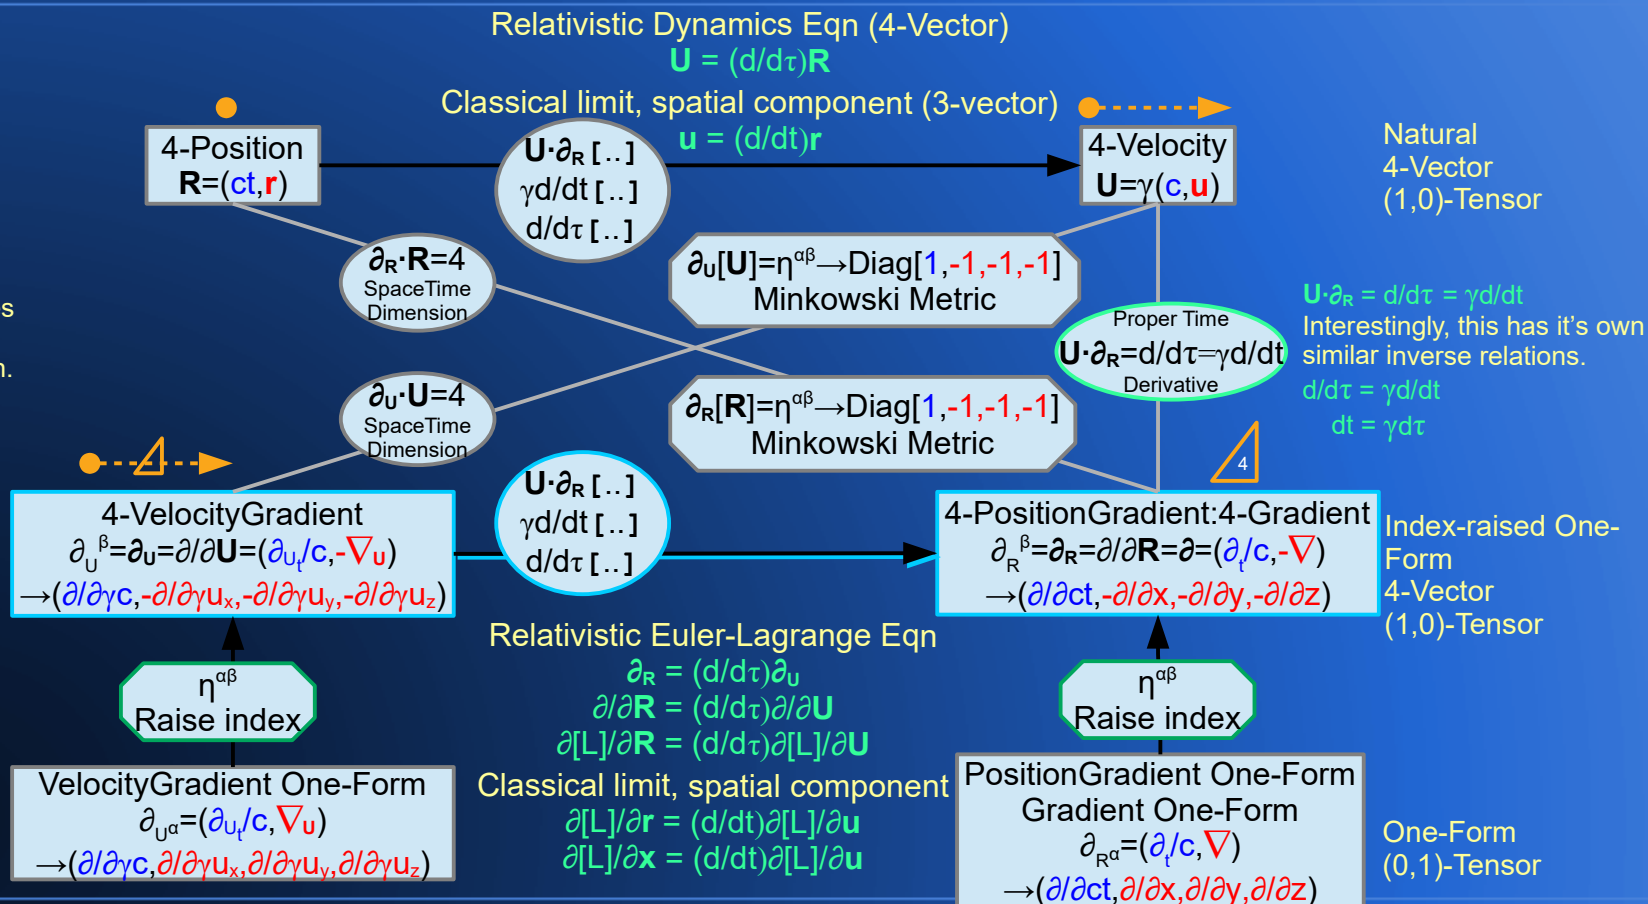 Relativistic Dynamics Eqn (4-Vector)
U = (d/dτ)R
Classical limit, spatial component (3-vector)
u = (d/dt)r
4-Position
R=(ct,r)
U·∂R [..]
γd/dt [..]
d/dτ [..]
4-Velocity
U=γ(c,u)
Natural
4-Vector
(1,0)-Tensor
∂R·R=4
SpaceTime
Dimension
∂U[U]=ηαβ→Diag[1,-1,-1,-1]
Minkowski Metric
s
n.
Proper Time
U·∂R=d/dτ=γd/dt
Derivative
U·∂R = d/dτ = γd/dt
Interestingly, this has it's own
similar inverse relations.
d/dτ = γd/dt
dt = γdτ
∂U·U=4
SpaceTime
Dimension
∂R[R]=ηαβ→Diag[1,-1,-1,-1]
Minkowski Metric
4
4-VelocityGradient
∂Uβ=∂U=∂/∂U=(∂Ut/c,-∇U)
→(∂/∂γc,-∂/∂γux,-∂/∂γuy,-∂/∂γuz)
U·∂R [..]
γd/dt [..]
d/dτ [..]
4-PositionGradient:4-Gradient
∂Rβ=∂R=∂/∂R=∂=(∂t/c,-∇)
→(∂/∂ct,-∂/∂x,-∂/∂y,-∂/∂z)
Index-raised One-
Form
4-Vector
(1,0)-Tensor
ηαβ
Raise index
Relativistic Euler-Lagrange Eqn
∂R = (d/dτ)∂U
∂/∂R = (d/dτ)∂/∂U
∂[L]/∂R = (d/dτ)∂[L]/∂U
Classical limit, spatial component
∂[L]/∂r = (d/dt)∂[L]/∂u
∂[L]/∂x = (d/dt)∂[L]/∂u
ηαβ
Raise index
VelocityGradient One-Form
∂Uα=(∂Ut/c,∇U)
→(∂/∂γc,∂/∂γux,∂/∂γuy,∂/∂γuz)
PositionGradient One-Form
Gradient One-Form
∂Rα=(∂t/c,∇)
→(∂/∂ct,∂/∂x,∂/∂y,∂/∂z)
One-Form
(0,1)-Tensor